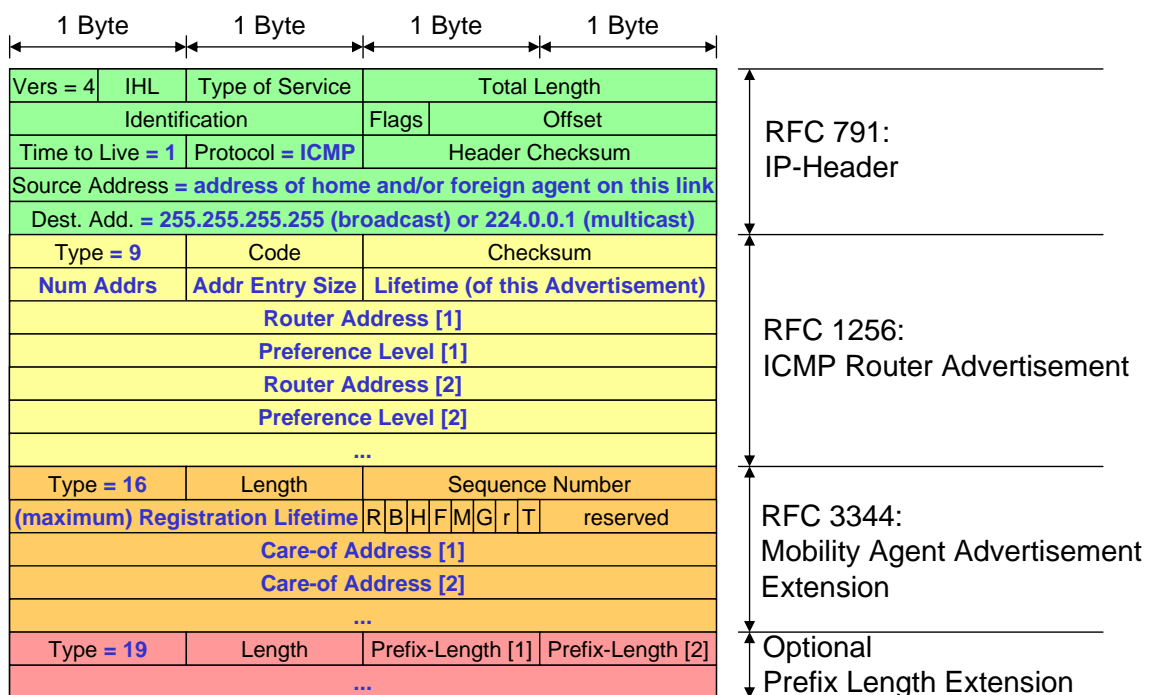 1 Byte 1 Byte 1 Byte 1 Byte
Vers = 4 IHL Type of Service Total Length
Identification Flags Offset
Time to Live = 1 Protocol = ICMP Header Checksum
Source Address = address of home and/or foreign agent on this link
Dest. Add. = 255.255.255.255 (broadcast) or 224.0.0.1 (multicast)
RFC 791:
IP-Header
Type = 9 Code Checksum
Num Addrs Addr Entry Size Lifetime (of this Advertisement)
Router Address [1]
Preference Level [1]
Router Address [2]
Preference Level [2]
...
RFC 1256:
ICMP Router Advertisement
Type = 16 Length Sequence Number
(maximum) Registration Lifetime R B H F M G r T reserved
Care-of Address [1]
Care-of Address [2]
...
RFC 3344:
Mobility Agent Advertisement
Extension
Type = 19 Length Prefix-Length [1] Prefix-Length [2]
...
Optional
Prefix Length Extension